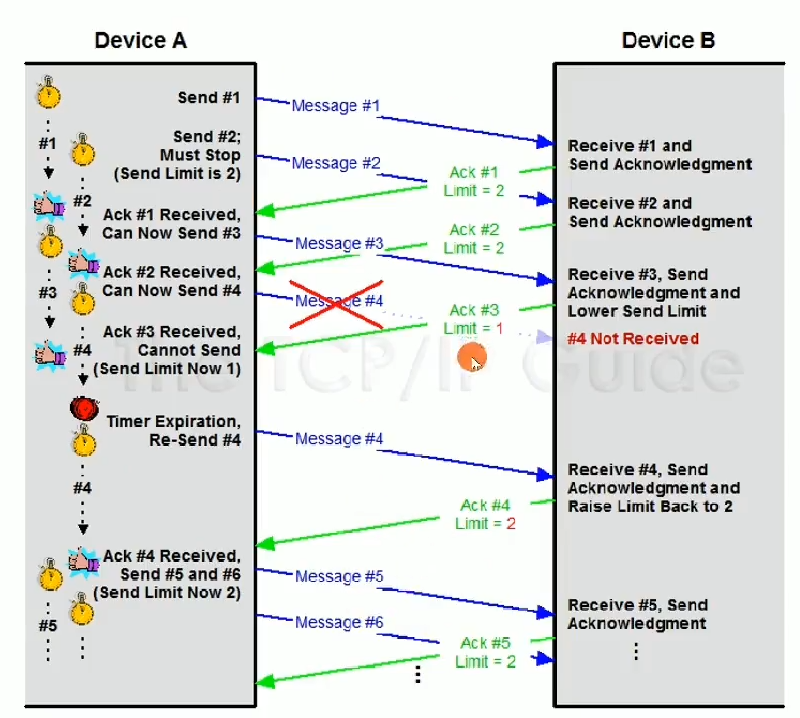 Device A
Device B
Send #1
Message #1
#1
Send #2;
Must Stop
(Send Limit is 2)
Message #2
Receive #1 and
Send Acknowledgment
Ack #1
Limit = 2
#2
Ack #1 Received,
Can Now Send #3
Message #3
Receive #2 and
Send Acknowledgment
Ack #2
Limit = 2
#3
Ack #2 Received,
Can Now Send #4
Message #4
Receive #3, Send
Acknowledgment and
Lower Send Limit
Ack #3
Limit = 1
#4 Not Received
#4
Ack #3 Received,
Cannot Send
(Send Limit Now 1)
The TCP/IP Guide
Timer Expiration,
Re-Send #4
Message #4
#4
Receive #4, Send
Acknowledgment and
Raise Limit Back to 2
Ack #4
Limit = 2
Ack #4 Received,
Send #5 and #6
(Send Limit Now 2)
Message #5
#5
Message #6
Receive #5, Send
Acknowledgment
Ack #5
Limit = 2